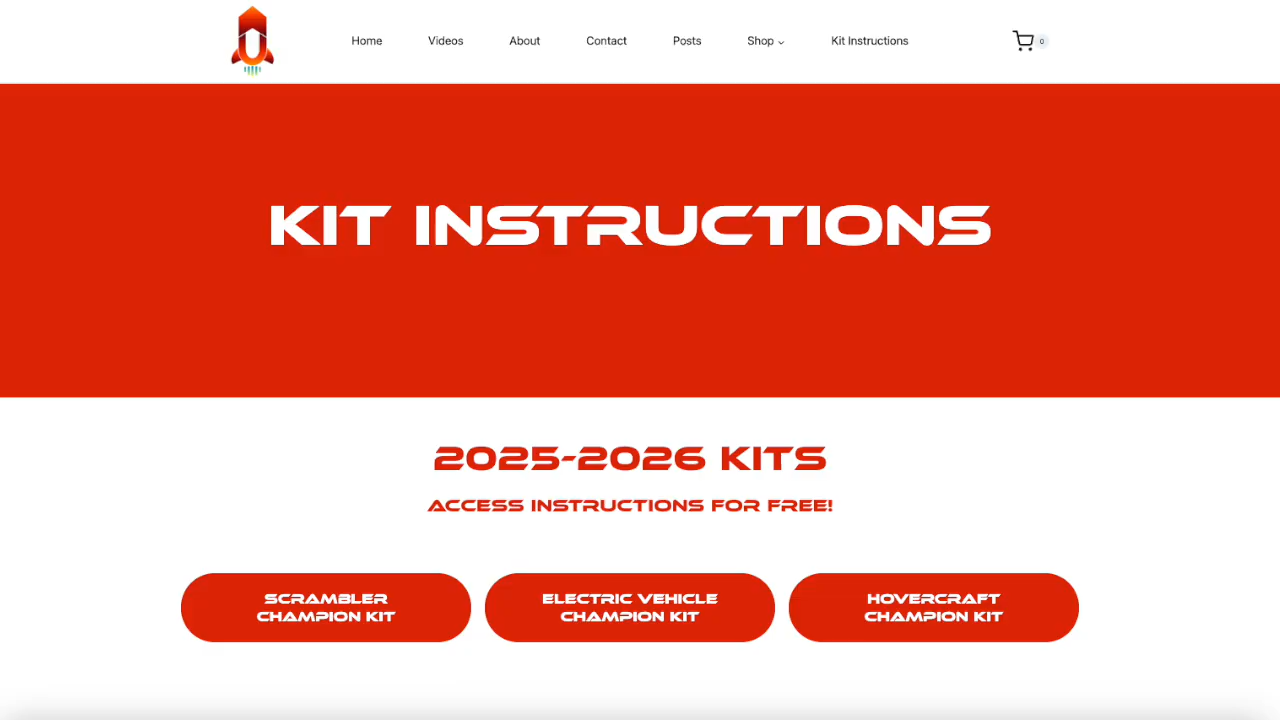 Home
Videos
About
Contact
Posts
Shop
Kit Instructions
0
KIT INSTRUCTIONS
2025-2026 KITS
ACCESS INSTRUCTIONS FOR FREE!
SCRAMBLER
CHAMPION KIT
ELECTRIC VEHICLE
CHAMPION KIT
HOVERCRAFT
CHAMPION KIT